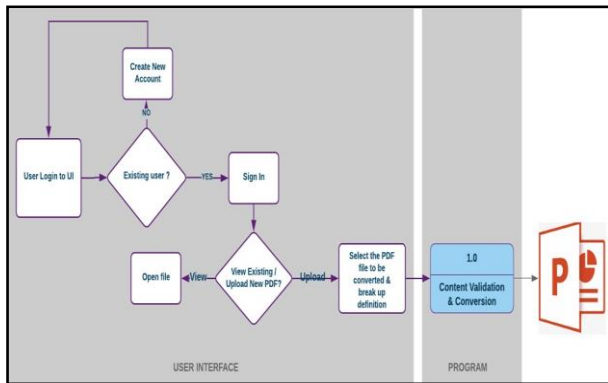 Create New
Account
NO
User Login to UI
Existing user ?
YES
Sign In
Open file
View
View Existing /
Upload New PDF?
Upload
Select the PDF
file to be
converted &
break up
definition
1.0
Content Validation
& Conversion
P
USER INTERFACE
PROGRAM